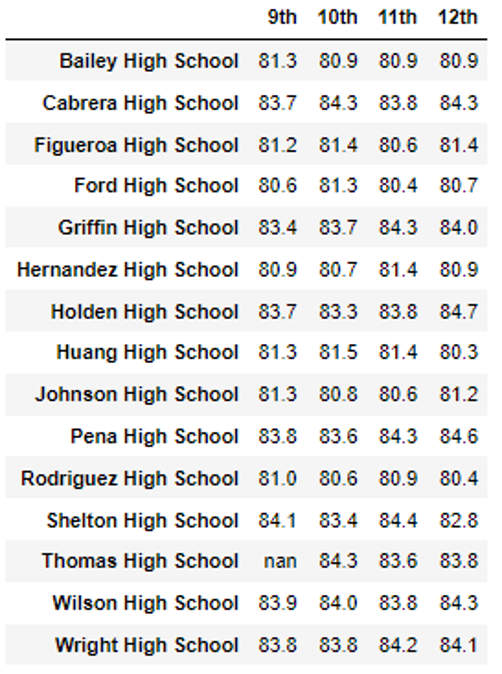 9th 10th 11th 12th
Bailey High School 81.3 80.9 80.9 80.9
Cabrera High School 83.7 84.3 83.8 84.3
Figueroa High School 81.2 81.4 80.6 81.4
Ford High School 80.6 81.3 80.4 80.7
Griffin High School 83.4 83.7 84.3 84.0
Hernandez High School 80.9 80.7 81.4 80.9
Holden High School 83.7 83.3 83.8 84.7
Huang High School 81.3 81.5 81.4 80.3
Johnson High School 81.3 80.8 80.6 81.2
Pena High School 83.8 83.6 84.3 84.6
Rodriguez High School 81.0 80.6 80.9 80.4
Shelton High School 84.1 83.4 84.4 82.8
Thomas High School nan 84.3 83.6 83.8
Wilson High School 83.9 84.0 83.8 84.3
Wright High School 83.8 83.8 84.2 84.1